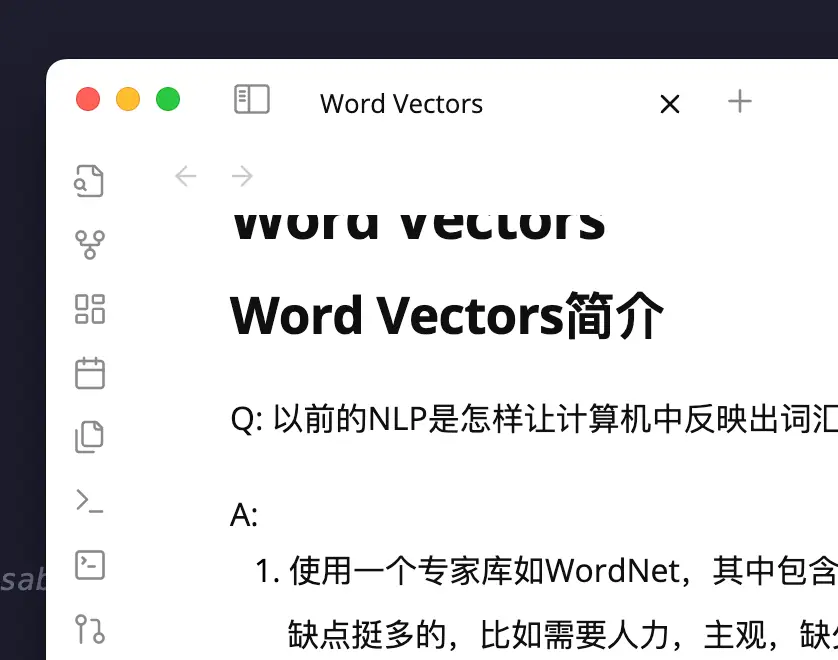 Word Vectors
Word Vectors
Word Vectors简介
Q: 以前的NLP是怎样让计算机中反映出词汇
A:
1. 使用一个专家库如WordNet，其中包含
sab
缺点挺多的，比如需要人力，主观，缺少